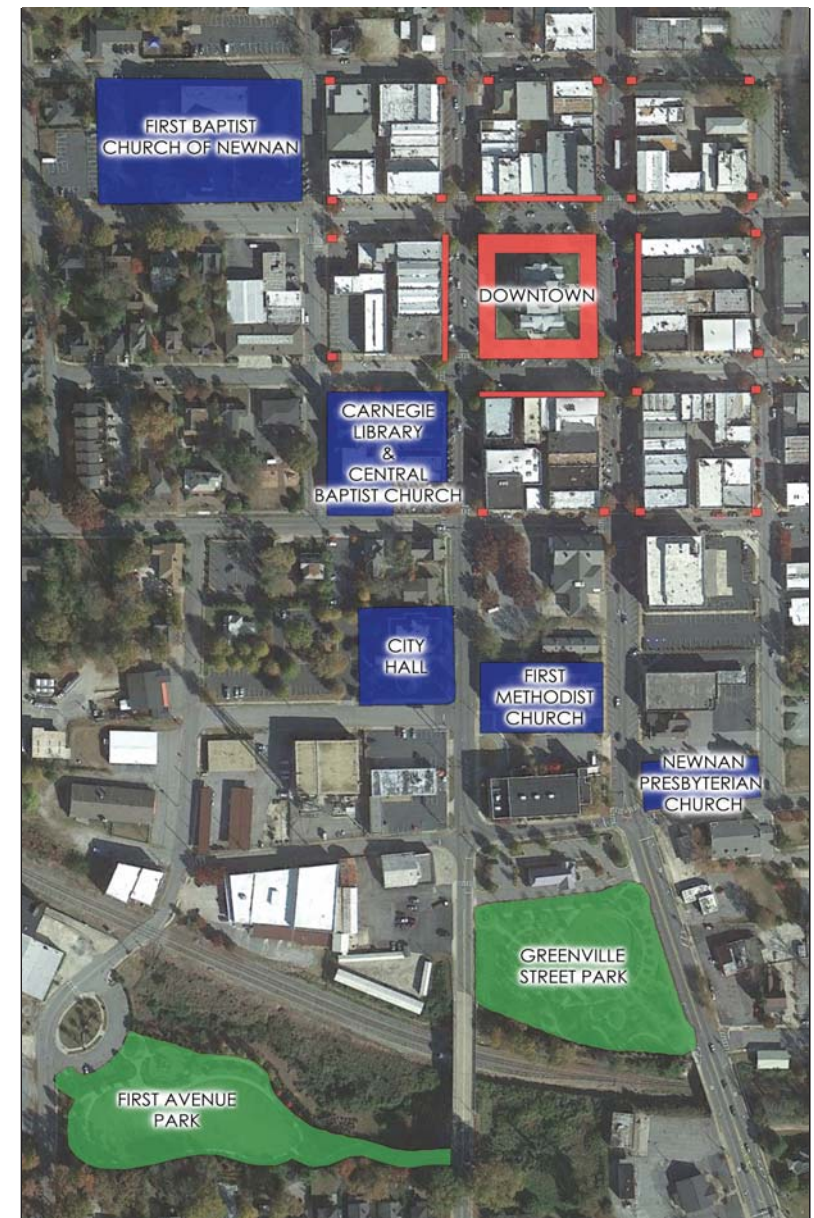 FIRST BAPTIST
CHURCH OF NEWNAN
DOWNTOWN
CARNEGIE
LIBRARY
&
CENTRAL
BAPTIST CHURCH
CITY
HALL
FIRST
METHODIST
CHURCH
NEWNAN
PRESBYTERIAN
CHURCH
GREENVILLE
STREET PARK
FIRST AVENUE
PARK